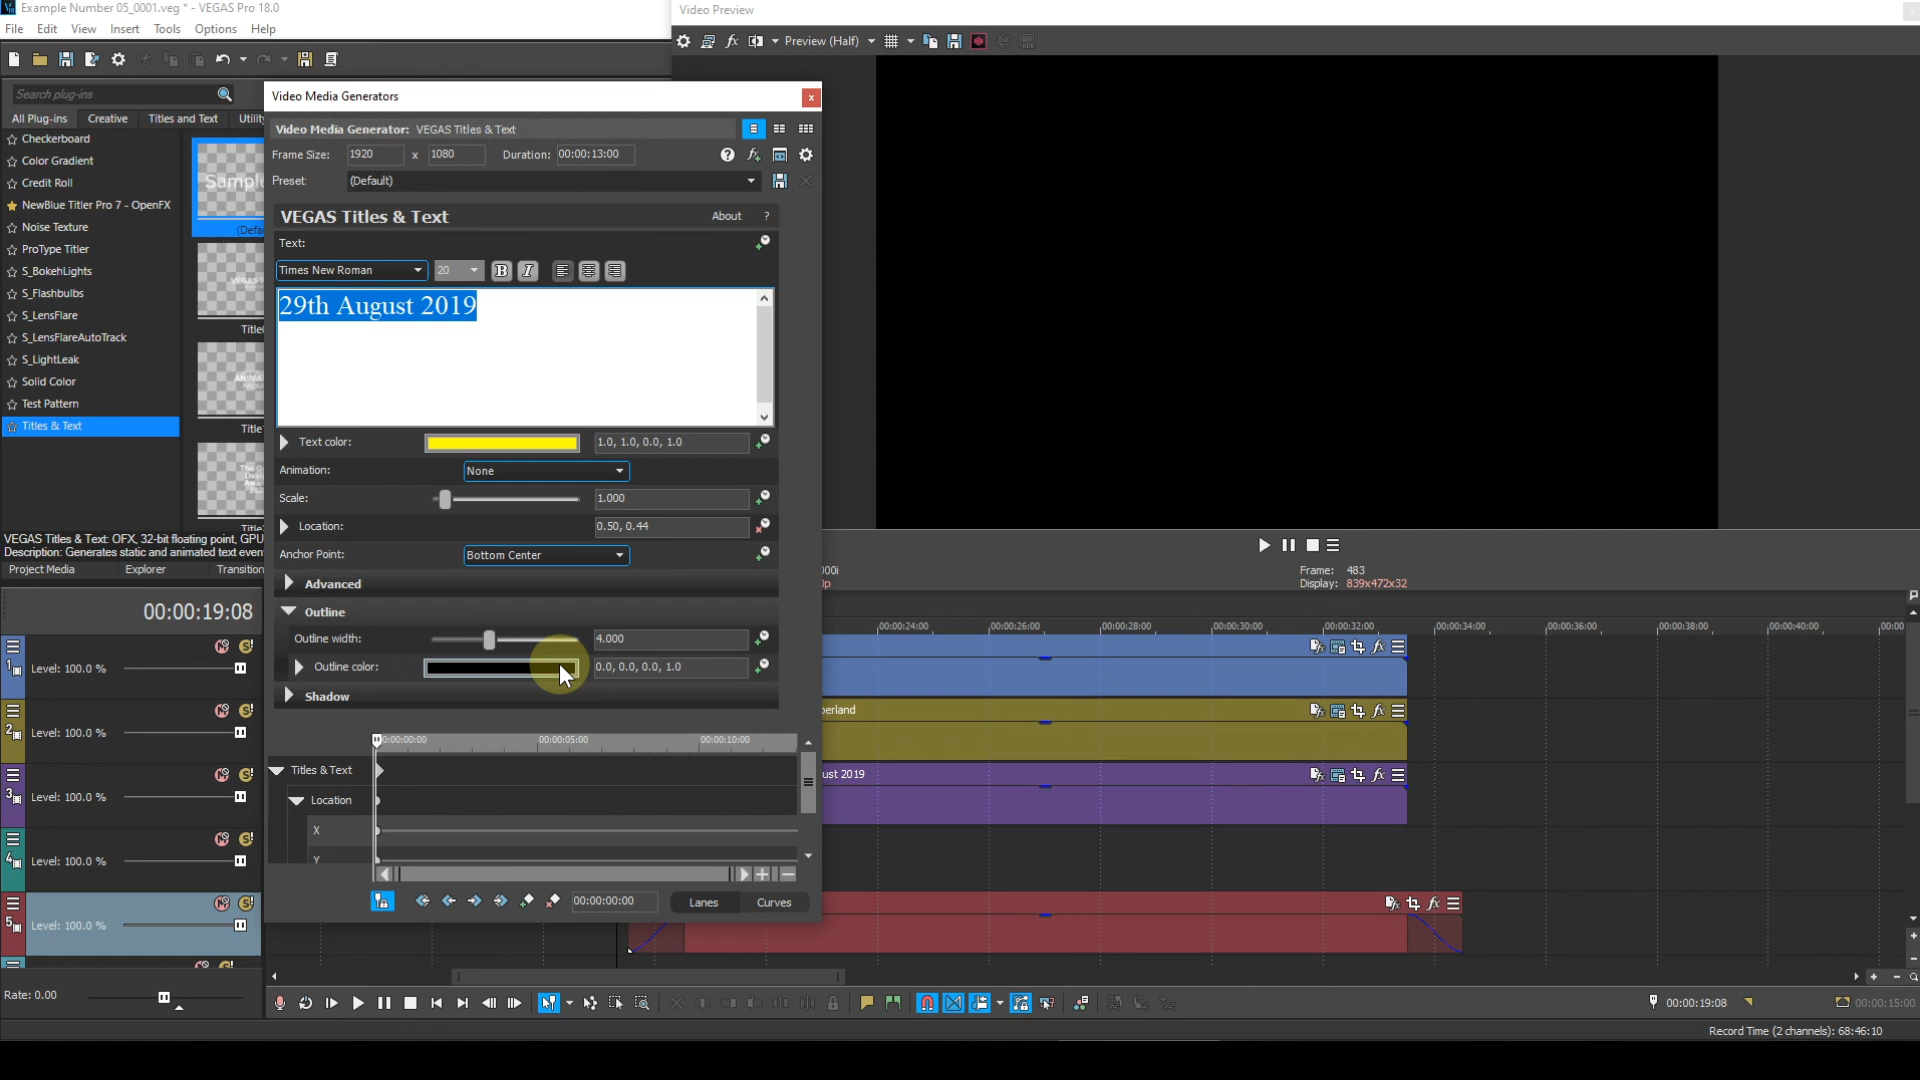 Example Number 05_0001.veg * - VEGAS Pro 18.0
File Edit View Insert Tools Options Help
Video Preview
Preview (Half)
Search plug-ins
All Plug-ins Creative Titles and Text
Checkerboard
Color Gradient
Credit Roll
NewBlue Titler Pro 7 - OpenFX
Noise Texture
ProType Titler
S_BokehLights
S_Flashbulbs
S_LensFlare
S_LensFlareAutoTrack
S_LightLeak
Solid Color
Test Pattern
Titles & Text
VEGAS Titles & Text: OFX, 32-bit floating point, GPU
Description: Generates static and animated text even
Project Media Explorer Transition
Video Media Generators
Video Media Generator: VEGAS Titles & Text
Frame Size: 1920 x 1080 Duration: 00:00:13:00
Preset: (Default)
VEGAS Titles & Text About ?
Text:
Times New Roman 20 B I
29th August 2019
Text color: 1.0, 1.0, 0.0, 1.0
Animation: None
Scale: 1.000
Location: 0.50, 0.44
Anchor Point: Bottom Center
Advanced
Outline
Outline width: 4.000
Outline color: 0.0, 0.0, 0.0, 1.0
Shadow
00:00:05:00 00:00:10:00
Titles & Text
Location
X
Y
00:00:00:00 Lanes Curves
Frame: 483
Display: 839x472x32
00:00:19:08
00:00:24:00 00:00:26:00 00:00:28:00 00:00:30:00 00:00:32:00 00:00:34:00 00:00:36:00 00:00:38:00 00:00:40:00
1 Level: 100.0 %
2 Level: 100.0 %
3 Level: 100.0 %
4 Level: 100.0 %
5 Level: 100.0 %
ust 2019
Rate: 0.00
00:00:19:08 00:00:15:00
Record Time (2 channels): 68:46:10